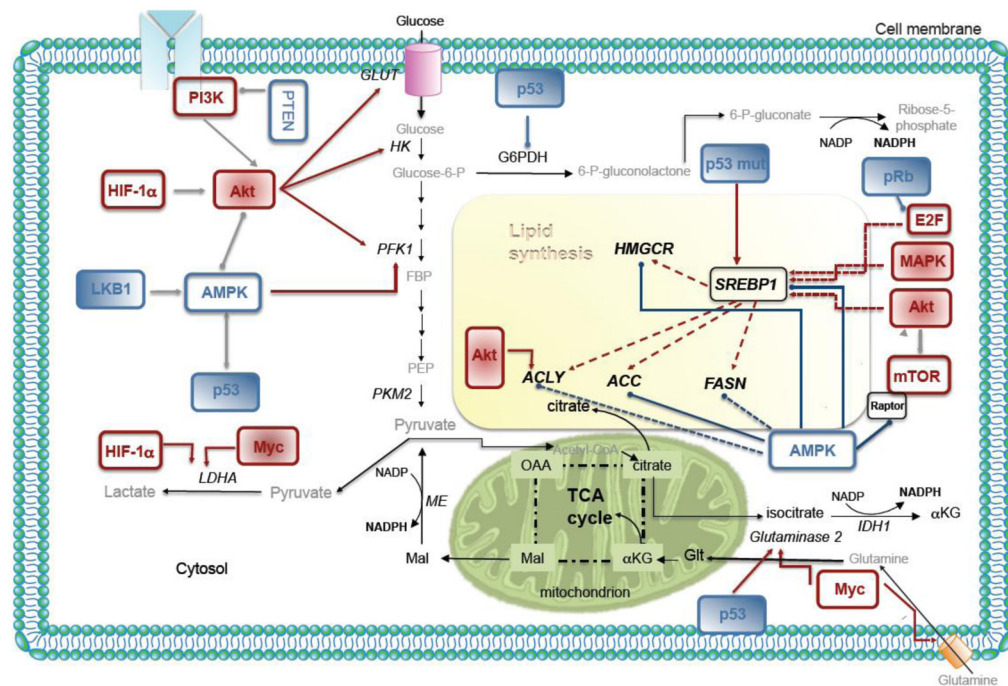 Glucose
Cell membrane
GLUT
PI3K
PTEN
p53
Glucose
HK
G6PDH
6-P-gluconate
NADP
NADPH
Ribose-5-
phosphate
Glucose-6-P
6-P-gluconolactone
p53 mut
pRb
HIF-1α
Akt
E2F
Lipid
synthesis
HMGCR
PFK1
MAPK
FBP
SREBP1
LKB1
AMPK
Akt
Akt
PEP
ACLY
ACC
FASN
mTOR
p53
PKM2
citrate
Raptor
Pyruvate
AMPK
HIF-1α
Myc
Acetyl-CoA
LDHA
NADP
OAA
citrate
Lactate
Pyruvate
ME
TCA
cycle
NADP
NADPH
isocitrate
IDH1
αKG
NADPH
Glutaminase 2
Mal
Mal
αKG
Glt
Glutamine
Cytosol
mitochondrion
Myc
p53
Glutamine